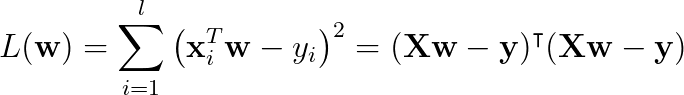 L(𝐰) = ∑_{i=1}^{l} (𝐱_i^T 𝐰 − y_i)^2 = (𝐗𝐰 − 𝐲)^⊺(𝐗𝐰 − 𝐲)